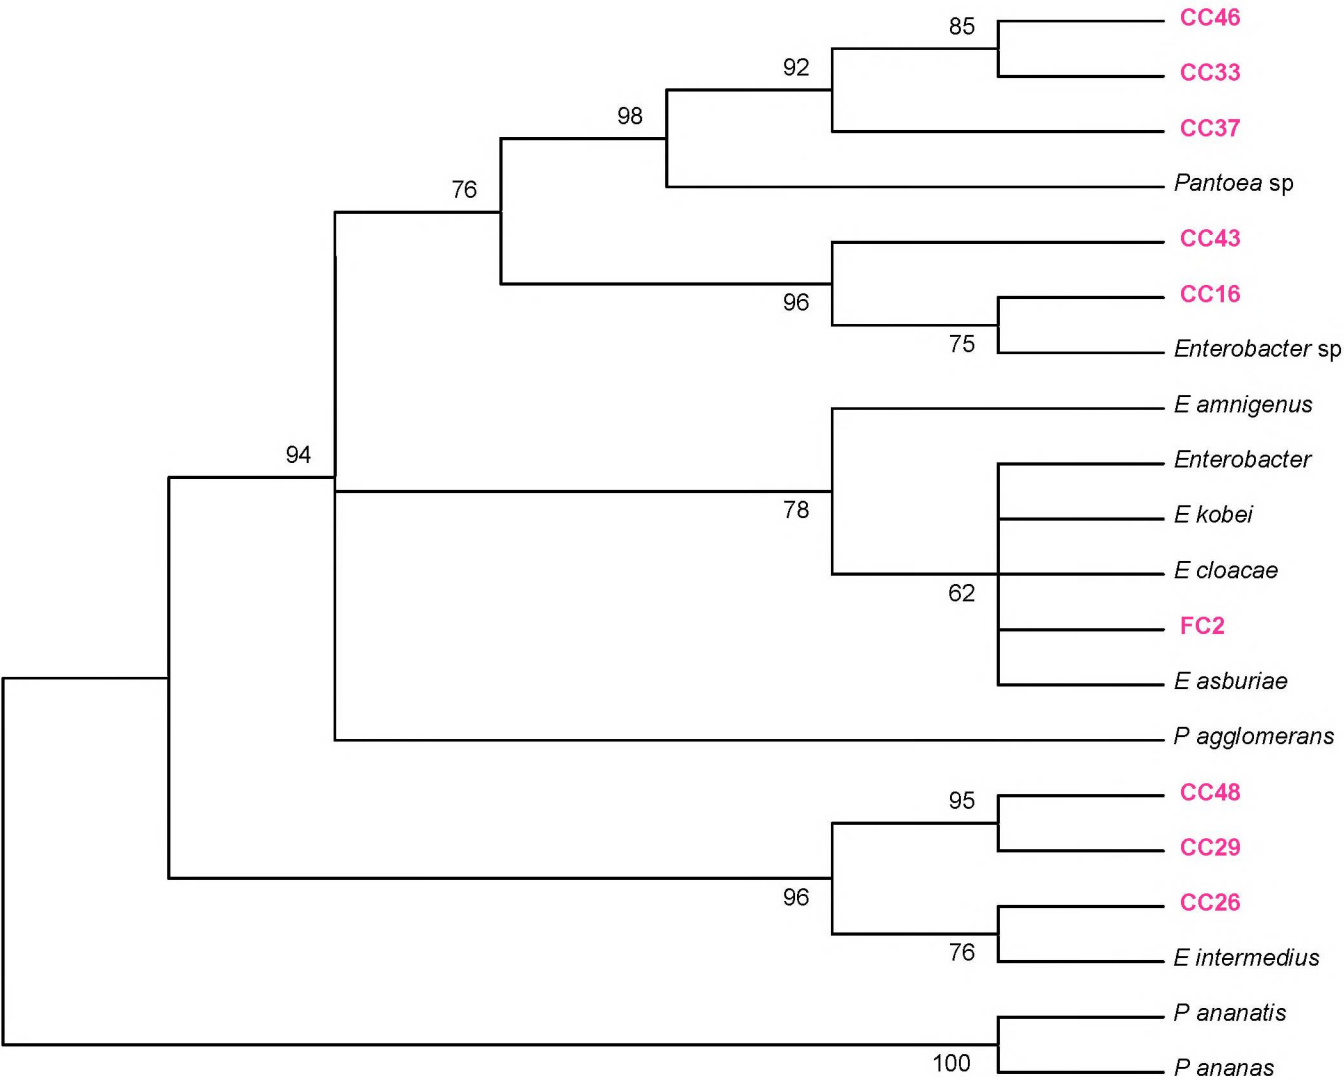 85
CC46
CC33
92
CC37
98
Pantoea sp
76
CC43
96
CC16
75
Enterobacter sp
E amnigenus
94
Enterobacter
78
E kobei
E cloacae
62
FC2
E asburiae
P agglomerans
95
CC48
CC29
96
CC26
76
E intermedius
P ananatis
100
P ananas